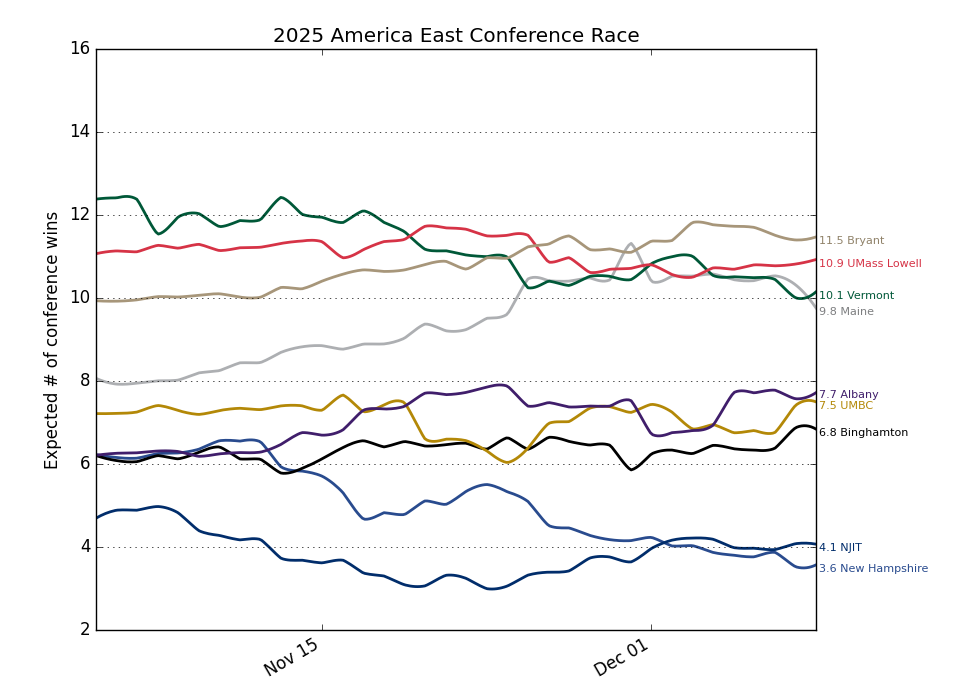 2025 America East Conference Race
Expected # of conference wins
16
14
12
10
8
6
4
2
Nov 15
Dec 01
11.5 Bryant
10.9 UMass Lowell
10.1 Vermont
9.8 Maine
7.7 Albany
7.5 UMBC
6.8 Binghamton
4.1 NJIT
3.6 New Hampshire